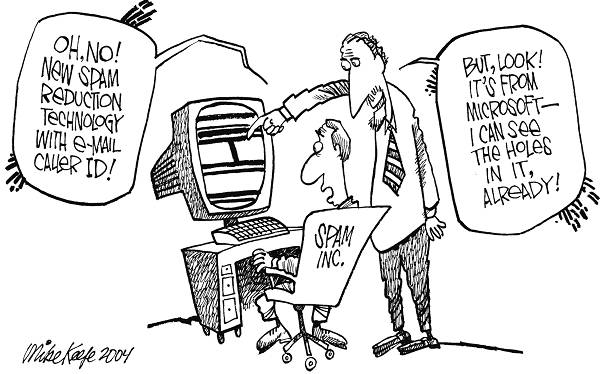 OH, NO!
NEW SPAM
REDUCTION
TECHNOLOGY
WITH E-MAIL
CALLER ID!
BUT, LOOK!
IT'S FROM
MICROSOFT—
I CAN SEE
THE HOLES
IN IT,
ALREADY!
SPAM
INC.
Mike Keefe 2004